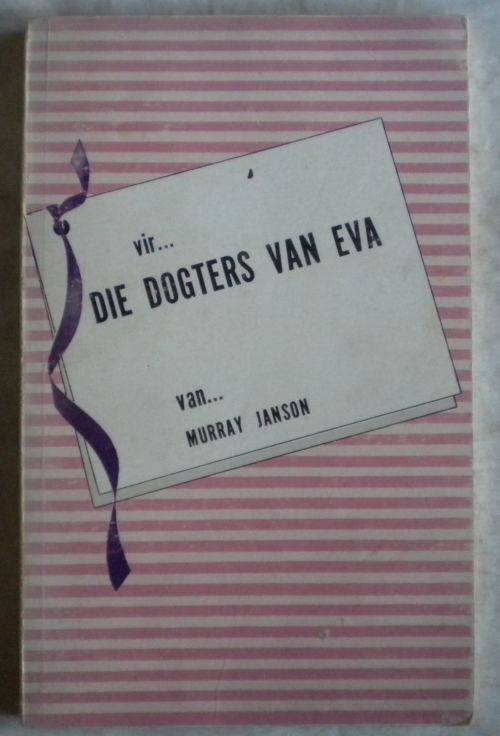 vir...
DIE DOGTERS VAN EVA
van...
MURRAY JANSON